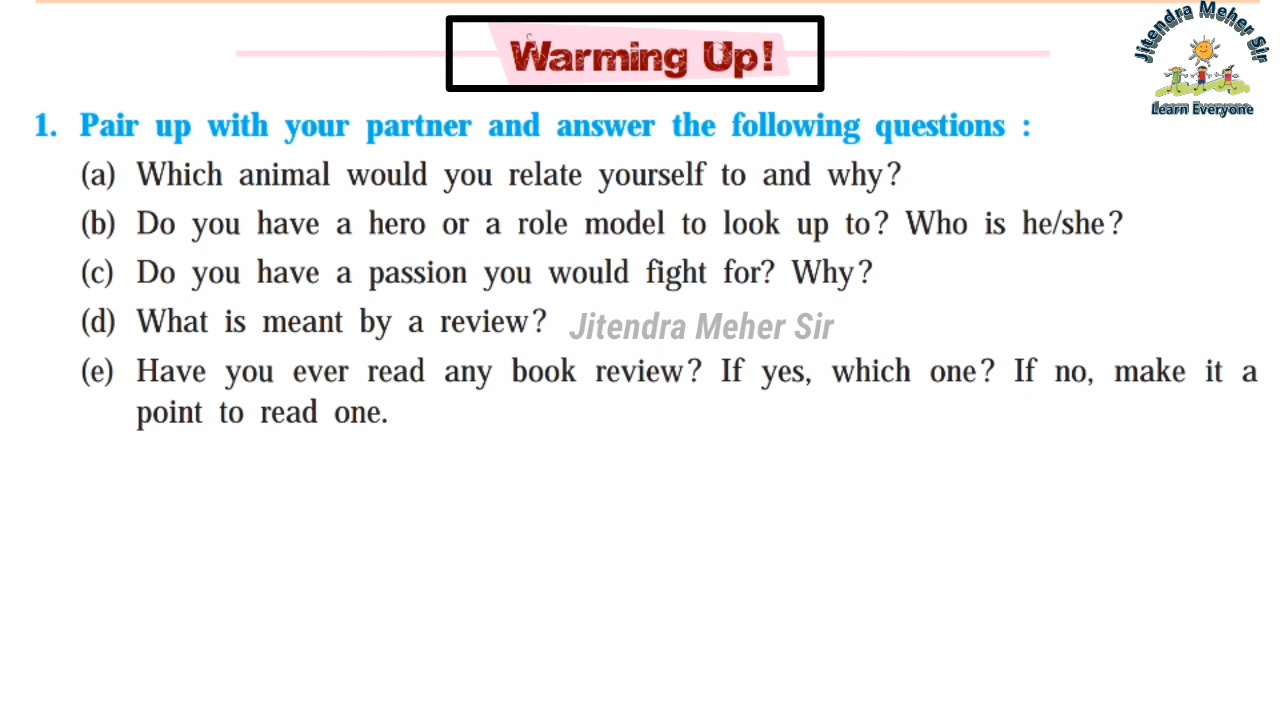 Warming Up!
Jitendra Meher Sir
Learn Everyone
1. Pair up with your partner and answer the following questions :
(a) Which animal would you relate yourself to and why?
(b) Do you have a hero or a role model to look up to? Who is he/she?
(c) Do you have a passion you would fight for? Why?
(d) What is meant by a review?
Jitendra Meher Sir
(e) Have you ever read any book review? If yes, which one? If no, make it a
point to read one.